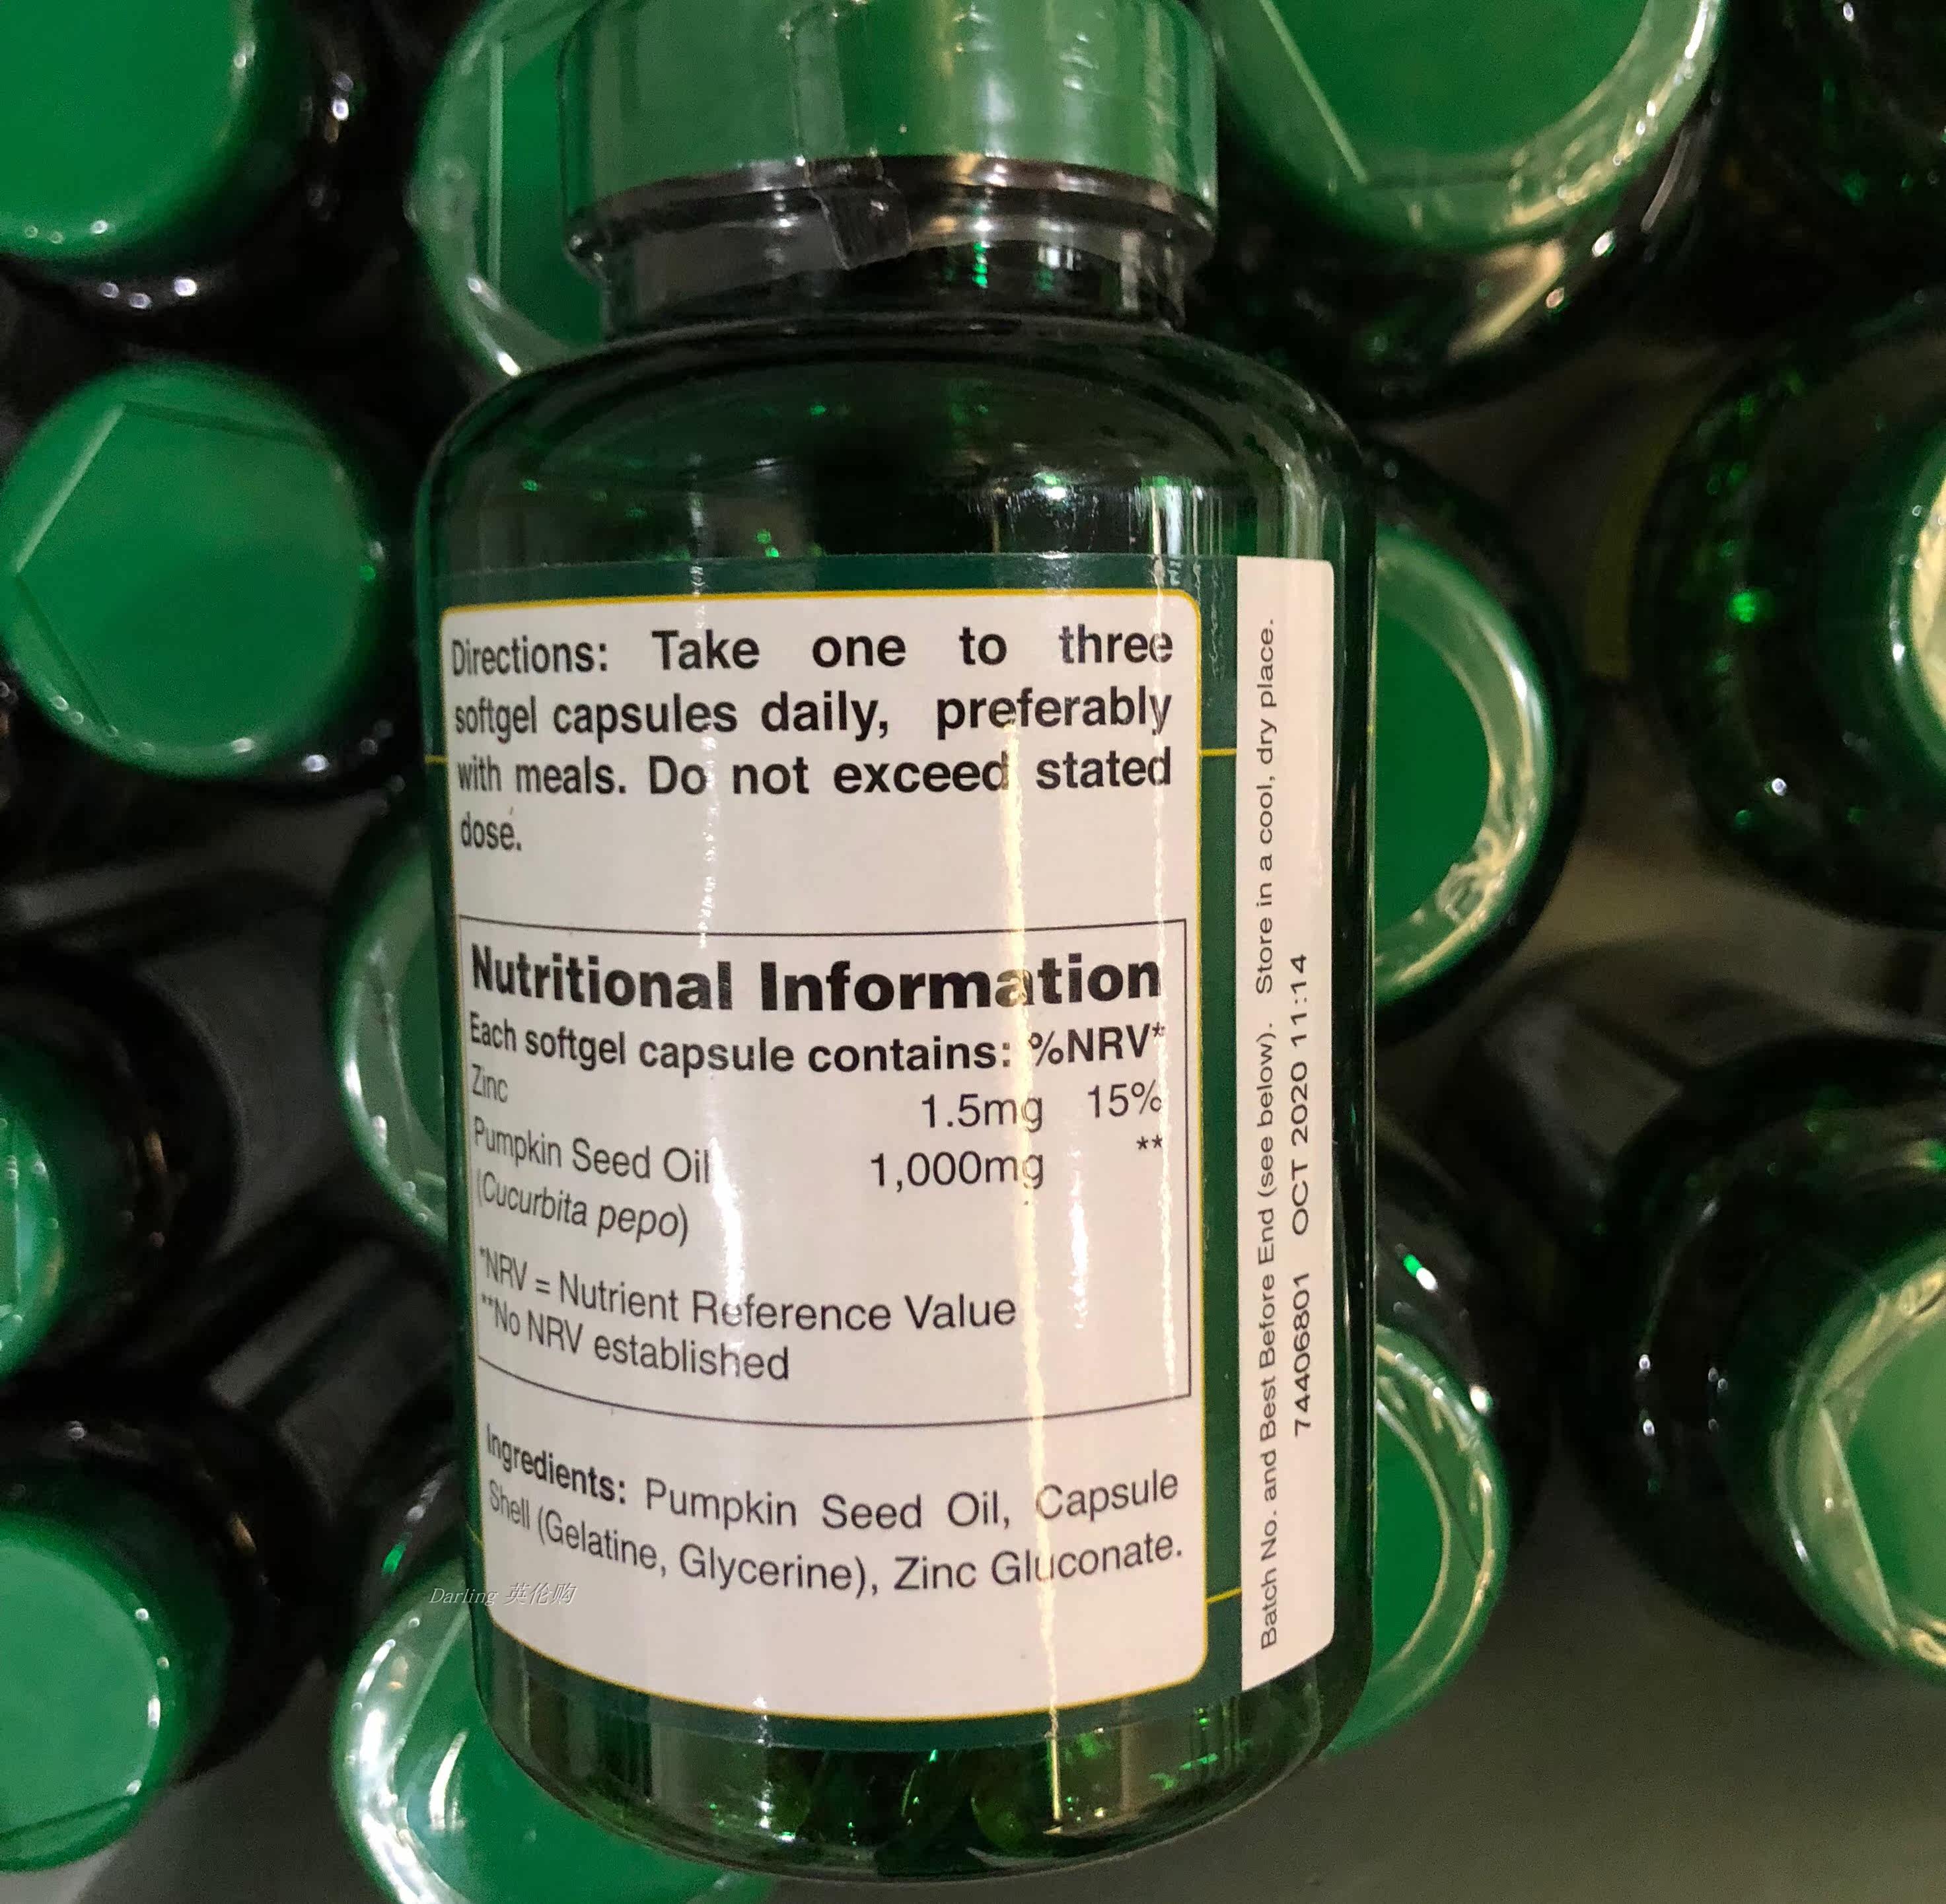 Directions: Take one to three
softgel capsules daily, preferably
with meals. Do not exceed stated
dose.
Nutritional Information
Each softgel capsule contains: %NRV*
Zinc 1.5mg 15%
Pumpkin Seed Oil 1,000mg **
(Cucurbita pepo)
*NRV = Nutrient Reference Value
**No NRV established
Ingredients: Pumpkin Seed Oil, Capsule
Shell (Gelatine, Glycerine), Zinc Gluconate.
Batch No. and Best Before End (see below). Store in a cool, dry place.
74406801 OCT 2020 11:14
Darling 英伦购